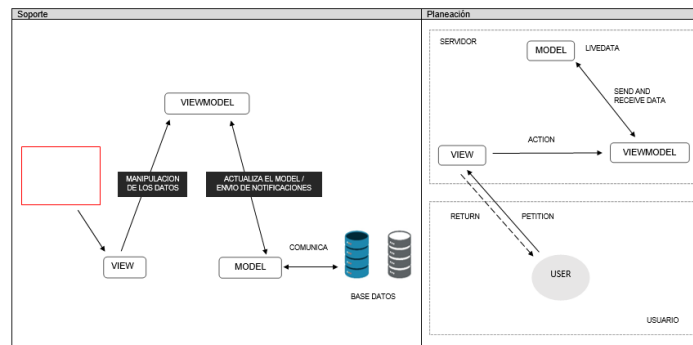 Soporte
VIEWMODEL
MANIPULACION
DE LOS DATOS
ACTUALIZA EL MODEL /
ENVIO DE NOTIFICACIONES
VIEW
MODEL
COMUNICA
BASE DATOS
Planeación
SERVIDOR
MODEL
LIVEDATA
SEND AND
RECEIVE DATA
ACTION
VIEW
VIEWMODEL
RETURN
PETITION
USER
USUARIO